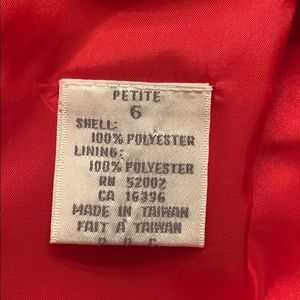 PETITE
6
SHELL:
100% POLYESTER
LINING:
100% POLYESTER
RN 52002
CA 16396
MADE IN TAIWAN
FAIT À TAIWAN
R.O.C.